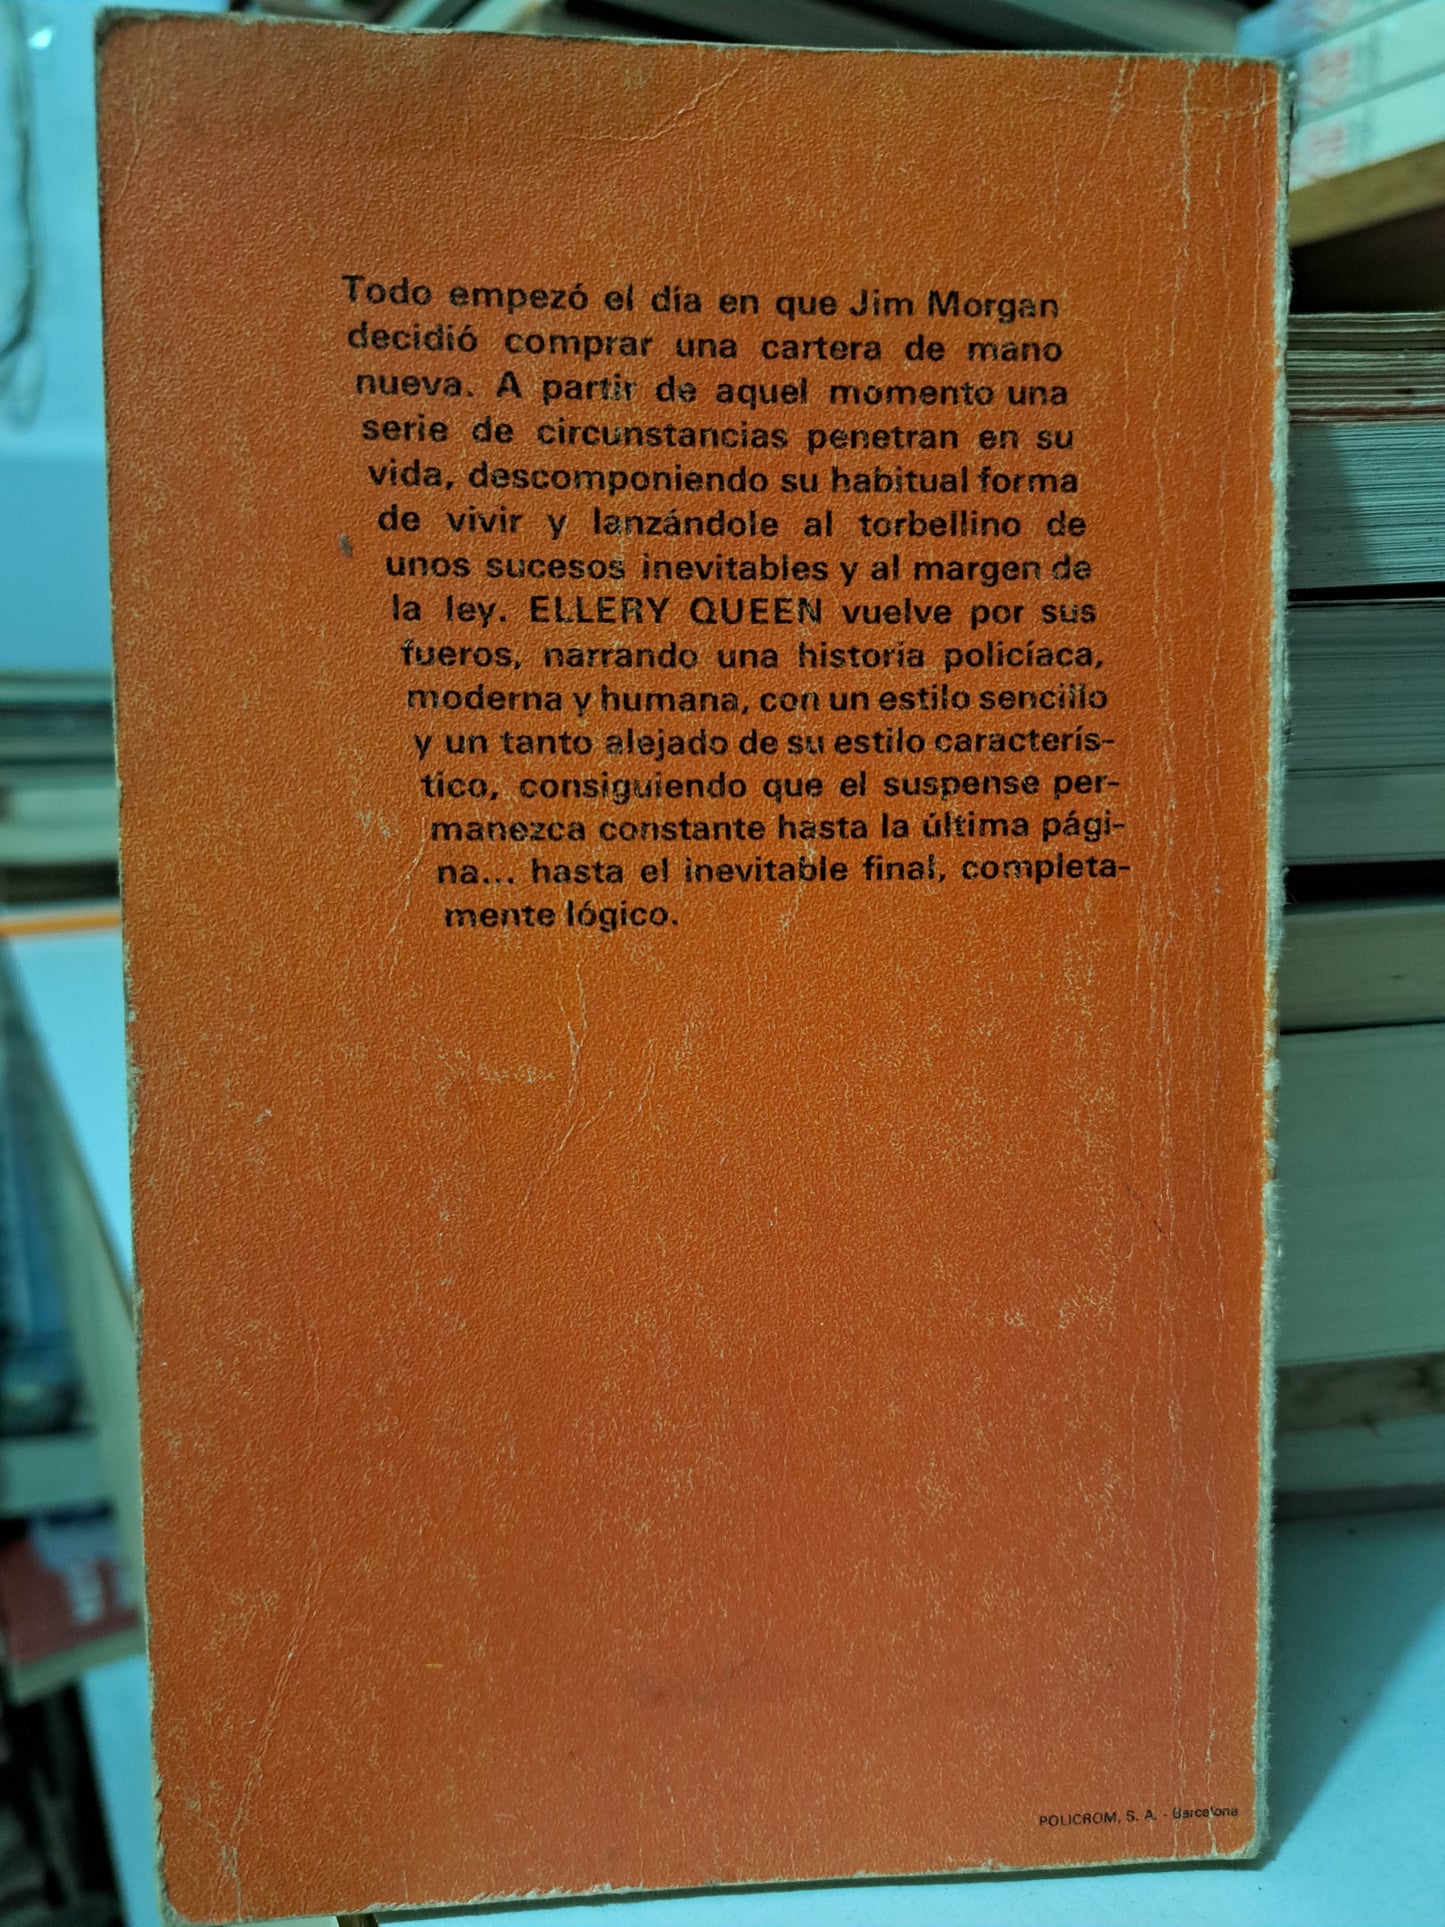 Todo empezó el día en que Jim Morgan
decidió comprar una cartera de mano
nueva. A partir de aquel momento una
serie de circunstancias penetran en su
vida, descomponiendo su habitual forma
de vivir y lanzándole al torbellino de
unos sucesos inevitables y al margen de
la ley. ELLERY QUEEN vuelve por sus
fueros, narrando una historia policíaca,
moderna y humana, con un estilo sencillo
y un tanto alejado de su estilo caracterís-
tico, consiguiendo que el suspense per-
manezca constante hasta la última pági-
na... hasta el inevitable final, completa-
mente lógico.
POLICROM, S. A. - Barcelona